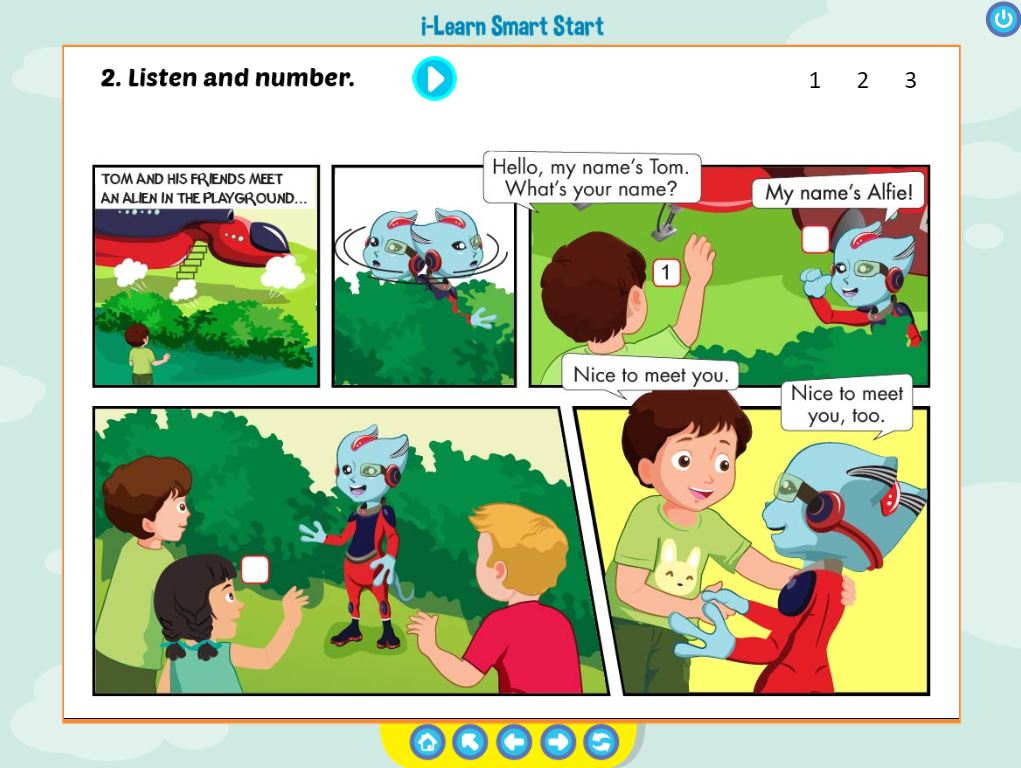 i-Learn Smart Start
2. Listen and number.
1 2 3
TOM AND HIS FRIENDS MEET
AN ALIEN IN THE PLAYGROUND...
Hello, my name's Tom.
What's your name?
My name's Alfie!
1
Nice to meet you.
Nice to meet
you, too.